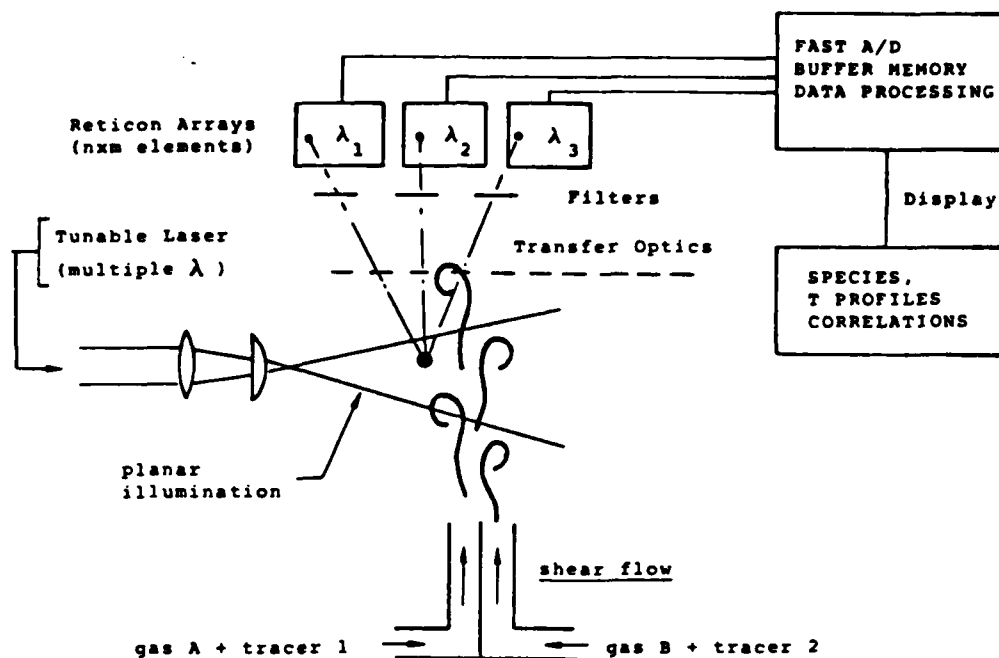 FAST A/D
BUFFER MEMORY
DATA PROCESSING
Reticon Arrays
(nxm elements)
λ1
λ2
λ3
Filters
Display
Tunable Laser
(multiple λ )
Transfer Optics
SPECIES,
T PROFILES
CORRELATIONS
planar
illumination
shear flow
gas A + tracer 1
gas B + tracer 2